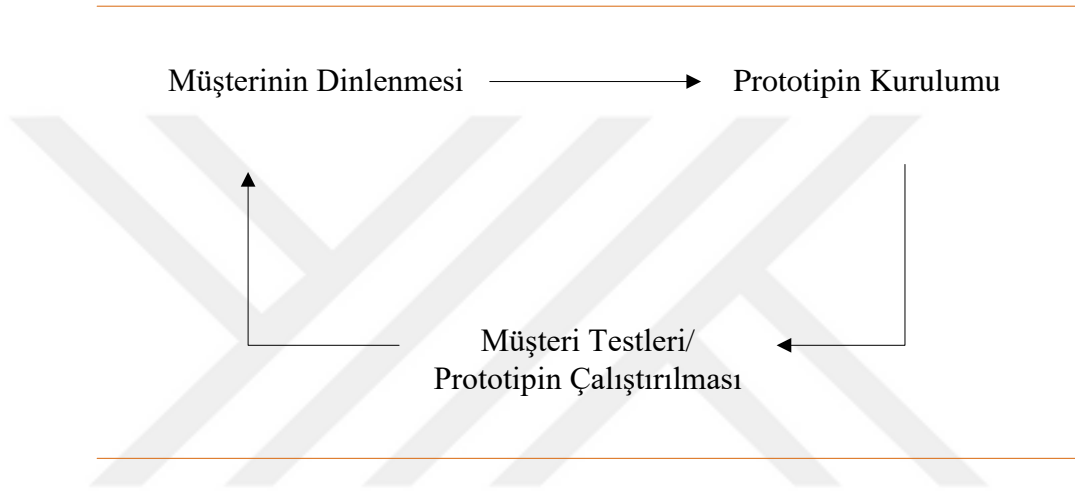 Müşterinin Dinlenmesi
Prototipin Kurulumu
Müşteri Testleri/
Prototipin Çalıştırılması